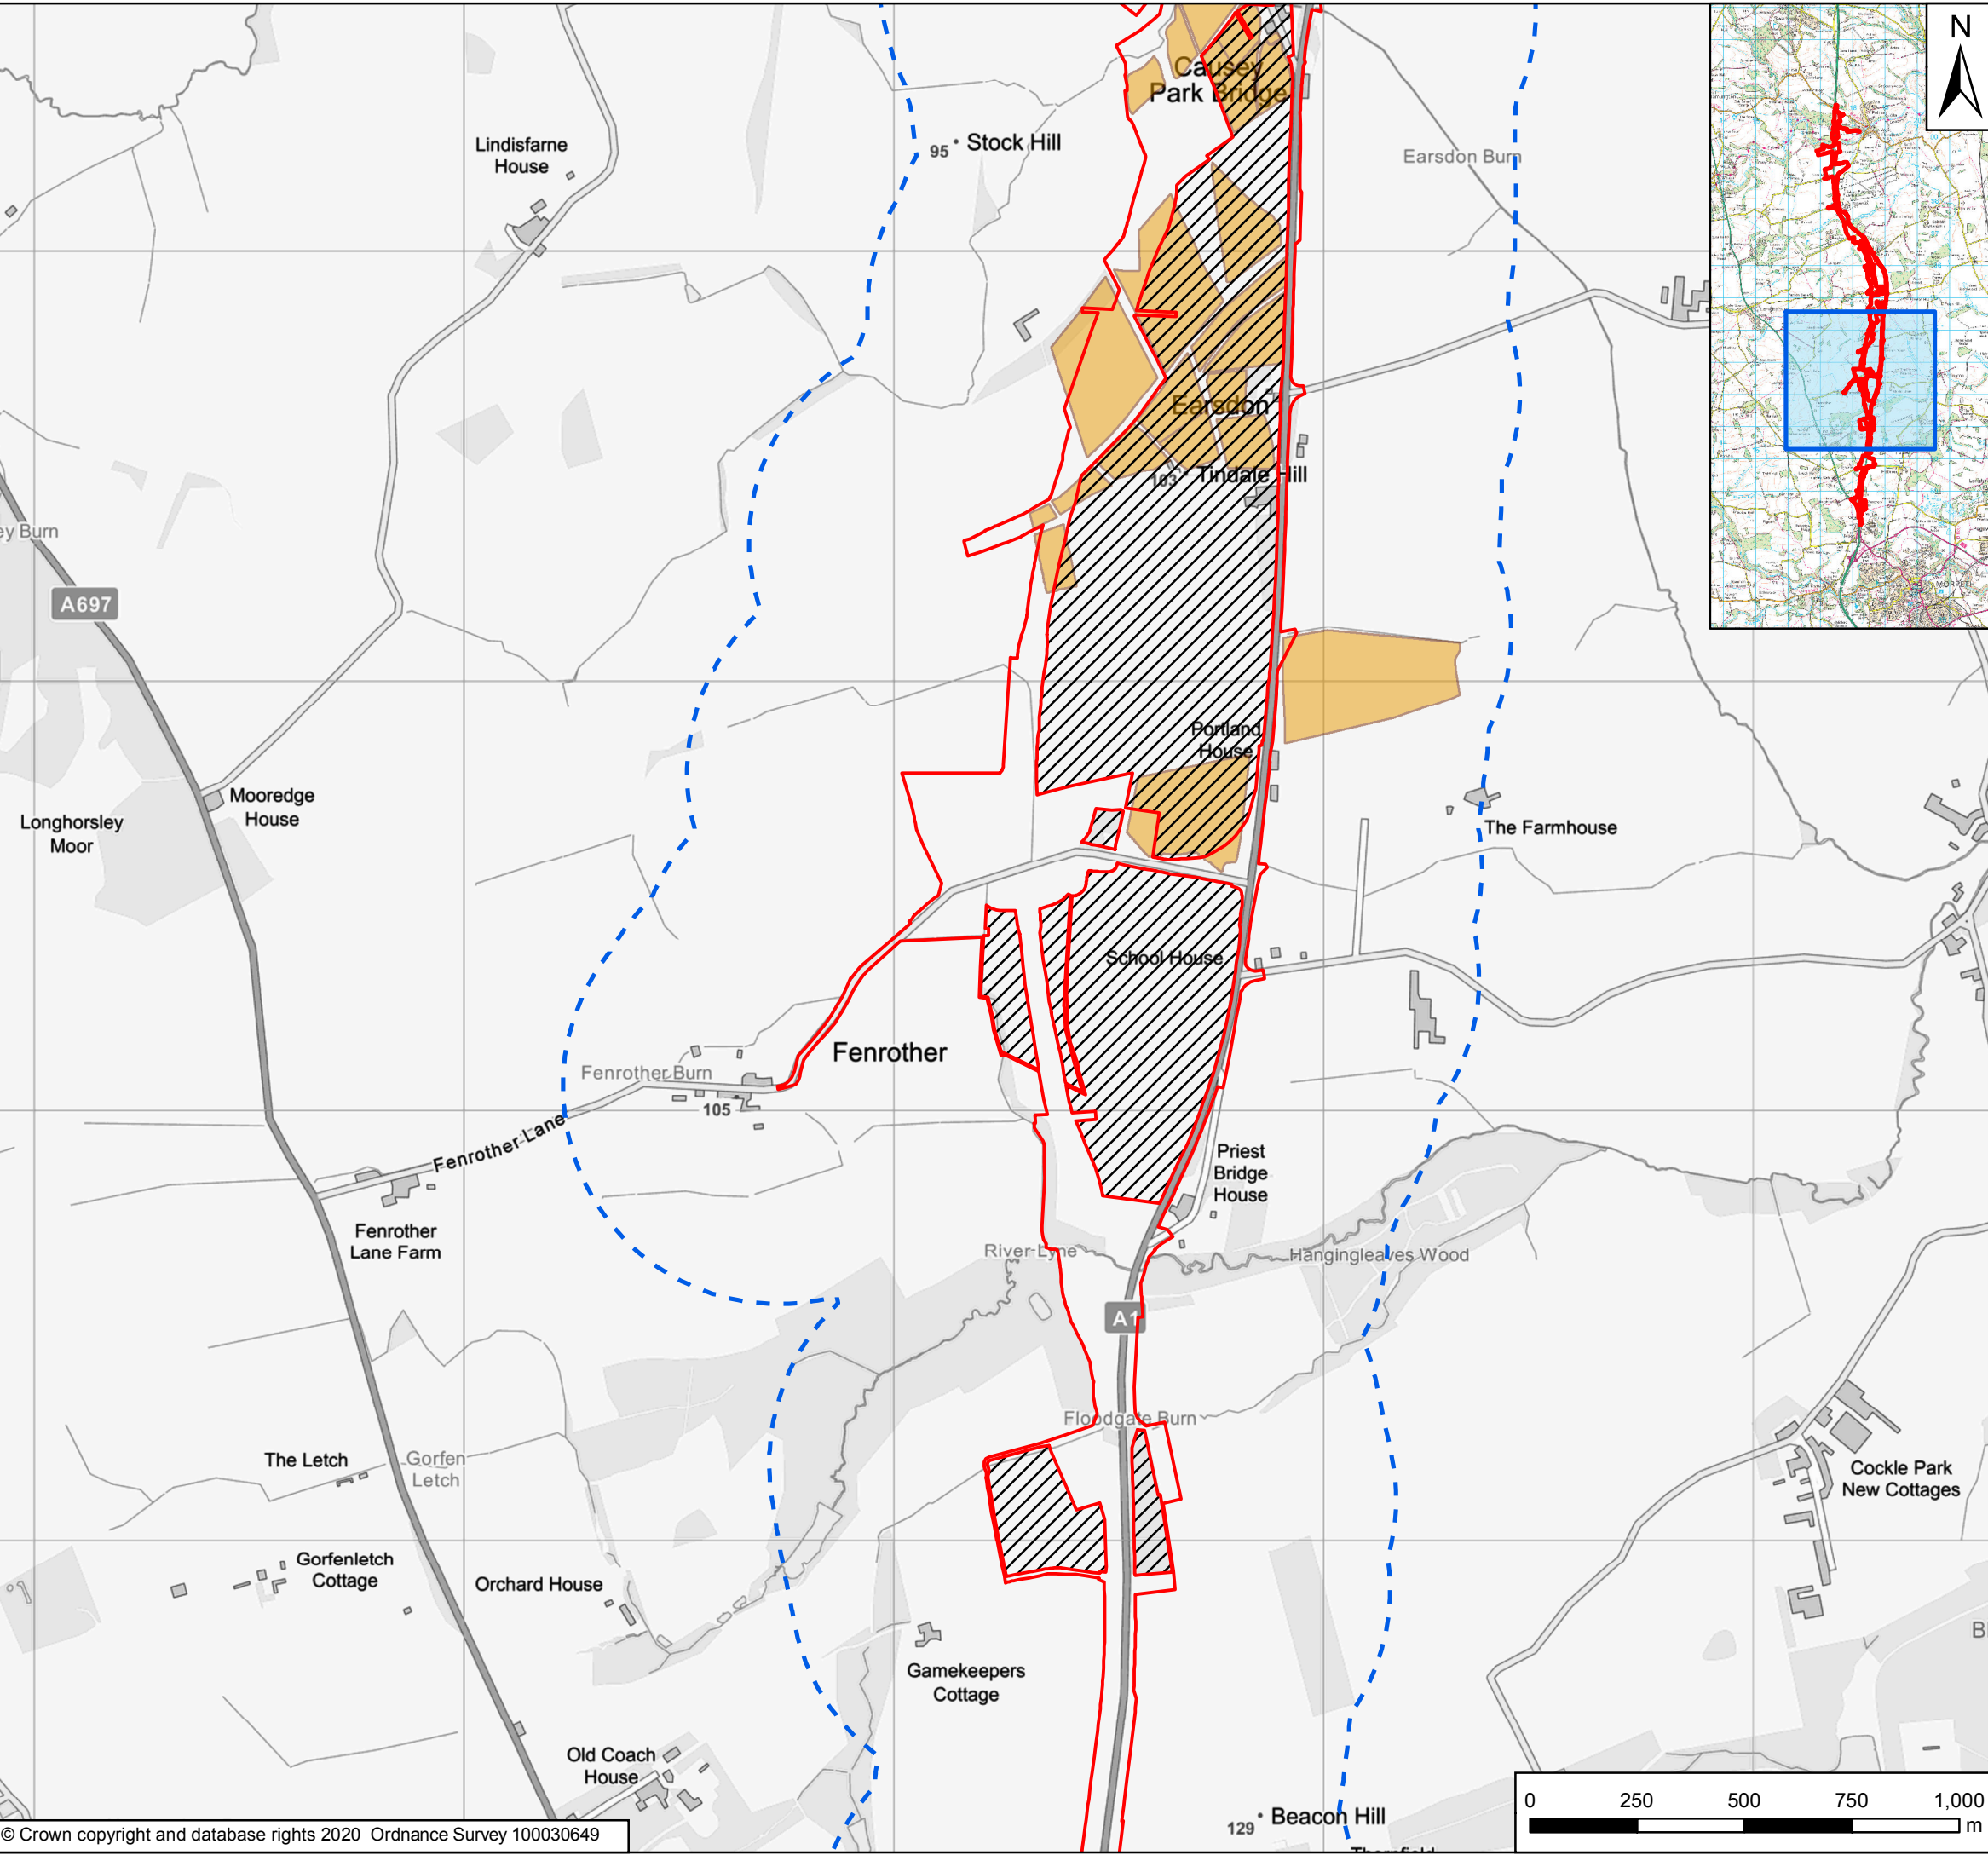 N
Causey
Park Bridge
95
Stock Hill
Lindisfarne
House
Earsdon Burn
Earsdon
103
Tindale Hill
ey Burn
A697
MORPETH
Portland
House
Mooredge
House
Longhorsley
Moor
The Farmhouse
School House
Fenrother
Fenrother Burn
105
Fenrother Lane
Priest
Bridge
House
Fenrother
Lane Farm
River Lyne
Hangingleaves Wood
A1
Floodgate Burn
The Letch
Gorfen
Letch
Cockle Park
New Cottages
Gorfenletch
Cottage
Orchard House
Gamekeepers
Cottage
Old Coach
House
129
Beacon Hill
0 250 500 750 1,000
m
© Crown copyright and database rights 2020 Ordnance Survey 100030649